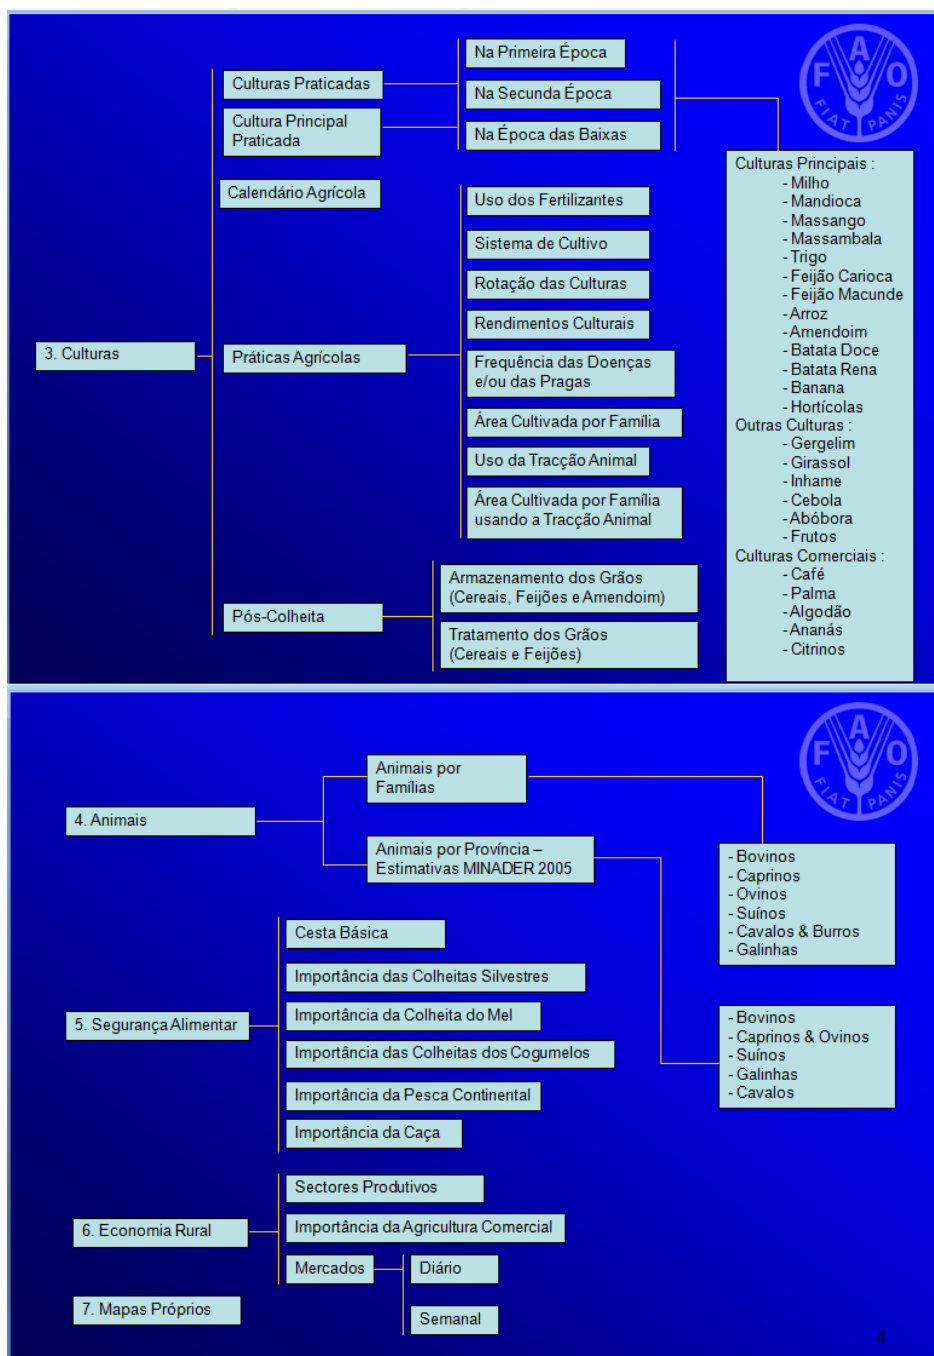 F A O
FIAT PANIS
3. Culturas
Culturas Praticadas
Cultura Principal
Praticada
Na Primeira Época
Na Secunda Época
Na Época das Baixas
Culturas Principais :
- Milho
- Mandioca
- Massango
- Massambala
- Trigo
- Feijão Carioca
- Feijão Macunde
- Arroz
- Amendoim
- Batata Doce
- Batata Rena
- Banana
- Hortícolas
Outras Culturas :
- Gergelim
- Girassol
- Inhame
- Cebola
- Abóbora
- Frutos
Culturas Comerciais :
- Café
- Palma
- Algodão
- Ananás
- Citrinos
Calendário Agrícola
Práticas Agrícolas
Uso dos Fertilizantes
Sistema de Cultivo
Rotação das Culturas
Rendimentos Culturais
Frequência das Doenças
e/ou das Pragas
Área Cultivada por Família
Uso da Tracção Animal
Área Cultivada por Família
usando a Tracção Animal
Pós-Colheita
Armazenamento dos Grãos
(Cereais, Feijões e Amendoim)
Tratamento dos Grãos
(Cereais e Feijões)
F A O
FIAT PANIS
4. Animais
Animais por
Famílias
- Bovinos
- Caprinos
- Ovinos
- Suínos
- Cavalos & Burros
- Galinhas
Animais por Província –
Estimativas MINADER 2005
- Bovinos
- Caprinos & Ovinos
- Suínos
- Galinhas
- Cavalos
5. Segurança Alimentar
Cesta Básica
Importância das Colheitas Silvestres
Importância da Colheita do Mel
Importância das Colheitas dos Cogumelos
Importância da Pesca Continental
Importância da Caça
6. Economia Rural
Sectores Produtivos
Importância da Agricultura Comercial
Mercados
Diário
Semanal
7. Mapas Próprios
4